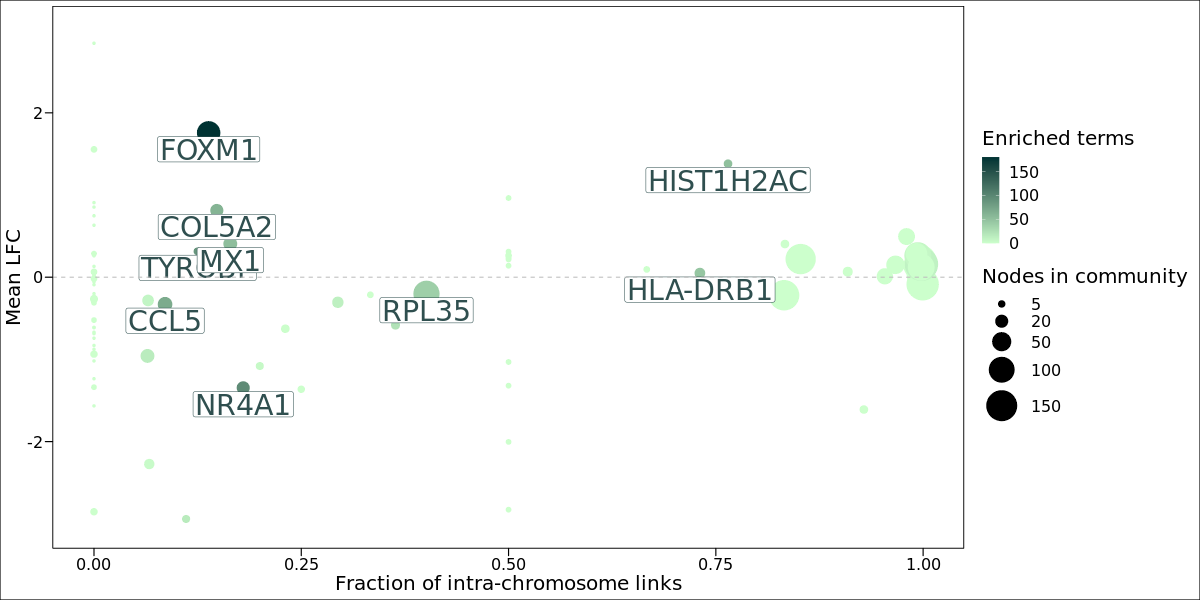 2
0
-2
Mean LFC
FOXM1
HIST1H2AC
COL5A2
MX1
HLA-DRB1
RPL35
CCL5
NR4A1
0.00
0.25
0.50
0.75
1.00
Fraction of intra-chromosome links
Enriched terms
150
100
50
0
Nodes in community
5
20
50
100
150